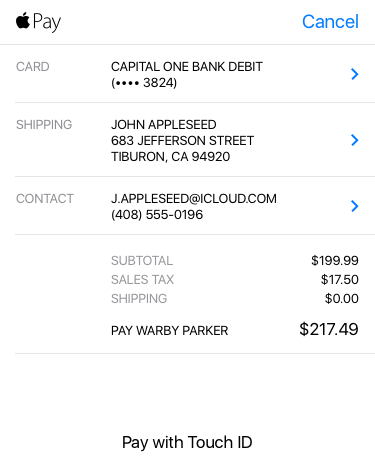 Pay
Cancel
CARD
CAPITAL ONE BANK DEBIT
(•••• 3824)
SHIPPING
JOHN APPLESEED
683 JEFFERSON STREET
TIBURON, CA 94920
CONTACT
J.APPLESEED@ICLOUD.COM
(408) 555-0196
SUBTOTAL $199.99
SALES TAX $17.50
SHIPPING $0.00
PAY WARBY PARKER $217.49
Pay with Touch ID